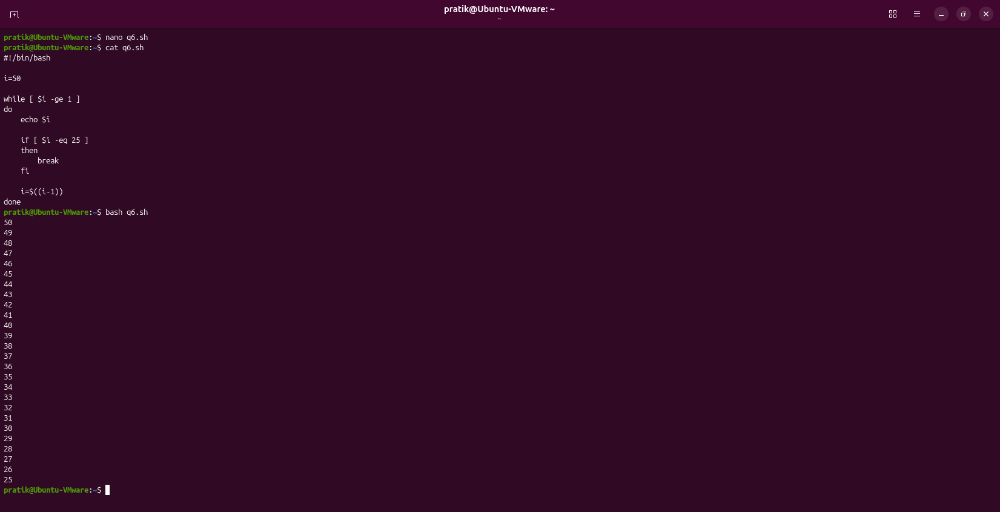 pratik@Ubuntu-VMware: ~
~
pratik@Ubuntu-VMware:~$ nano q6.sh
pratik@Ubuntu-VMware:~$ cat q6.sh
#!/bin/bash

i=50

while [ $i -ge 1 ]
do
    echo $i

    if [ $i -eq 25 ]
    then
        break
    fi

    i=$((i-1))
done
pratik@Ubuntu-VMware:~$ bash q6.sh
50
49
48
47
46
45
44
43
42
41
40
39
38
37
36
35
34
33
32
31
30
29
28
27
26
25
pratik@Ubuntu-VMware:~$